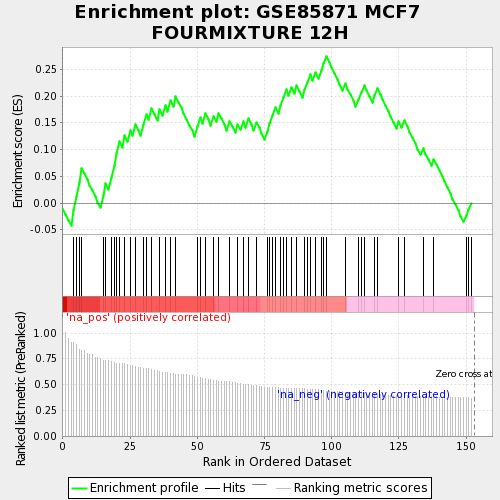 Enrichment plot: GSE85871 MCF7
FOURMIXTURE 12H
Enrichment score (ES)
0.25
0.20
0.15
0.10
0.05
0.00
-0.05
'na_pos' (positively correlated)
Ranked list metric (PreRanked)
1.00
0.75
0.50
0.25
0.00
Zero cross at
'na_neg' (negatively correlated)
0
25
50
75
100
125
150
Rank in Ordered Dataset
Enrichment profile
Hits
Ranking metric scores